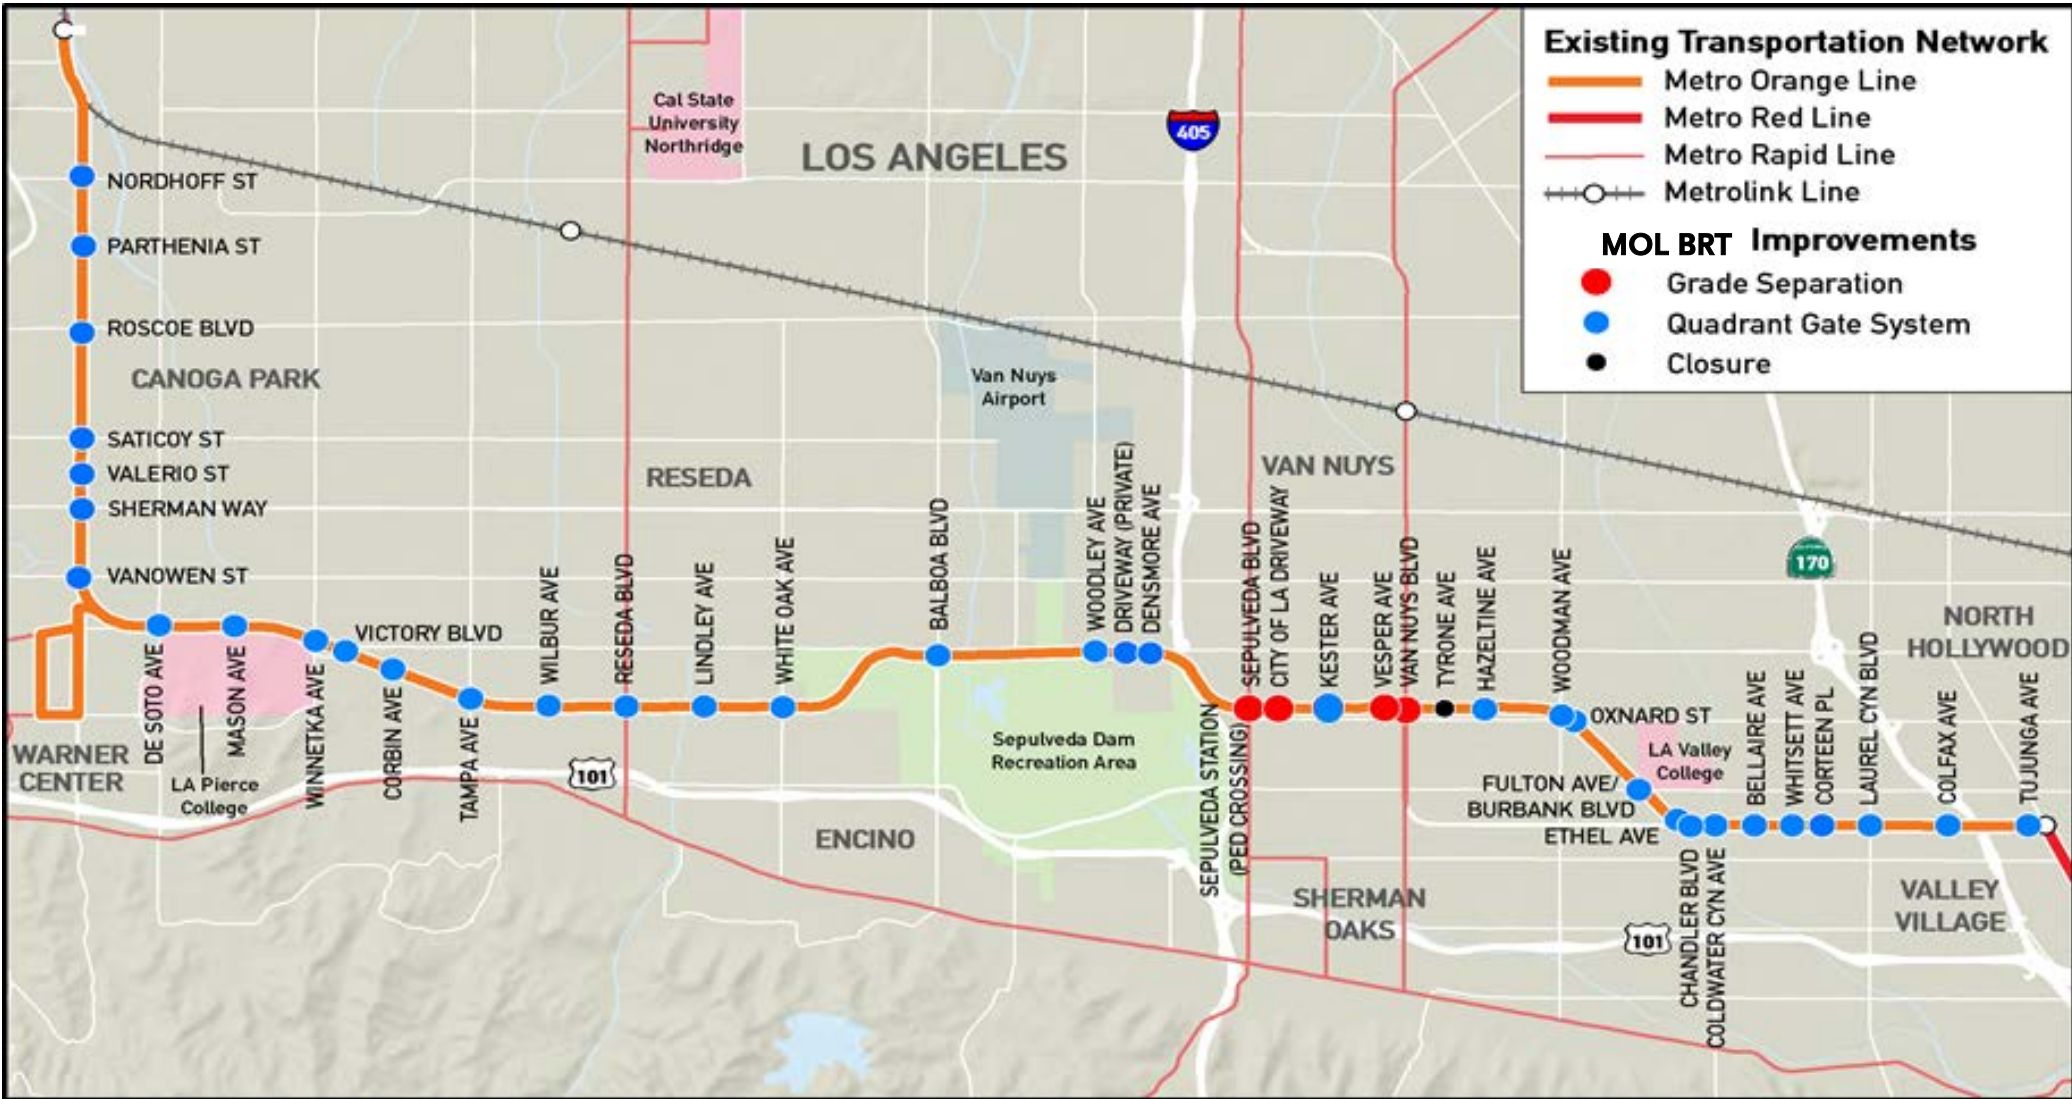 Existing Transportation Network
Metro Orange Line
Metro Red Line
Metro Rapid Line
Metrolink Line
MOL BRT Improvements
Grade Separation
Quadrant Gate System
Closure
Cal State
University
Northridge
LOS ANGELES
405
NORDHOFF ST
PARTHENIA ST
ROSCOE BLVD
CANOGA PARK
SATICOY ST
VALERIO ST
SHERMAN WAY
VANOWEN ST
RESEDA
Van Nuys
Airport
VAN NUYS
170
NORTH
HOLLYWOOD
WARNER
CENTER
DE SOTO AVE
LA Pierce
College
MASON AVE
WINNETKA AVE
VICTORY BLVD
CORBIN AVE
TAMPA AVE
WILBUR AVE
RESEDA BLVD
LINDLEY AVE
WHITE OAK AVE
BALBOA BLVD
WOODLEY AVE
DRIVEWAY (PRIVATE)
DENSMORE AVE
SEPULVEDA STATION
(PED CROSSING)
SEPULVEDA BLVD
CITY OF LA DRIVEWAY
KESTER AVE
VESPER AVE
VAN NUYS BLVD
TYRONE AVE
HAZELTINE AVE
WOODMAN AVE
OXNARD ST
LA Valley
College
FULTON AVE/
BURBANK BLVD
ETHEL AVE
CHANDLER BLVD
COLDWATER CYN AVE
BELLAIRE AVE
WHITSETT AVE
CORTEEN PL
LAUREL CYN BLVD
COLFAX AVE
TUJUNGA AVE
Sepulveda Dam
Recreation Area
101
ENCINO
SHERMAN
OAKS
101
VALLEY
VILLAGE